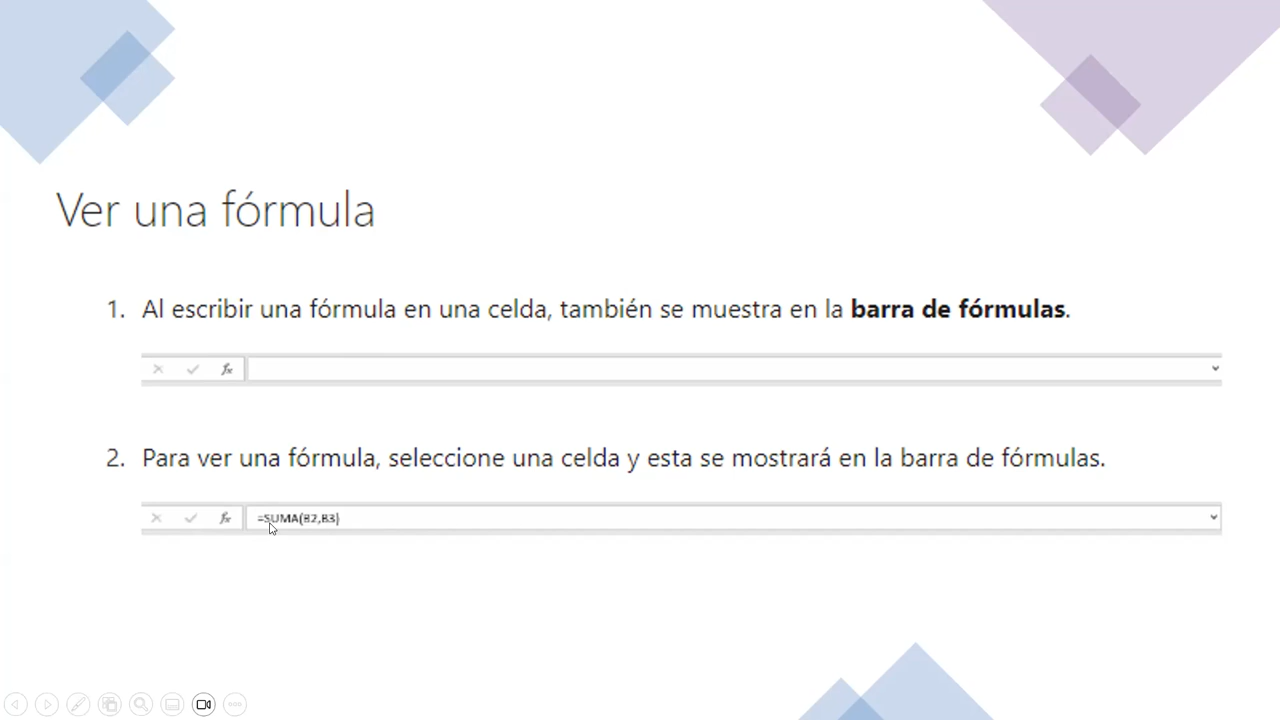 Ver una fórmula
1. Al escribir una fórmula en una celda, también se muestra en la barra de fórmulas.
fx
2. Para ver una fórmula, seleccione una celda y esta se mostrará en la barra de fórmulas.
fx =SUMA(B2,B3)